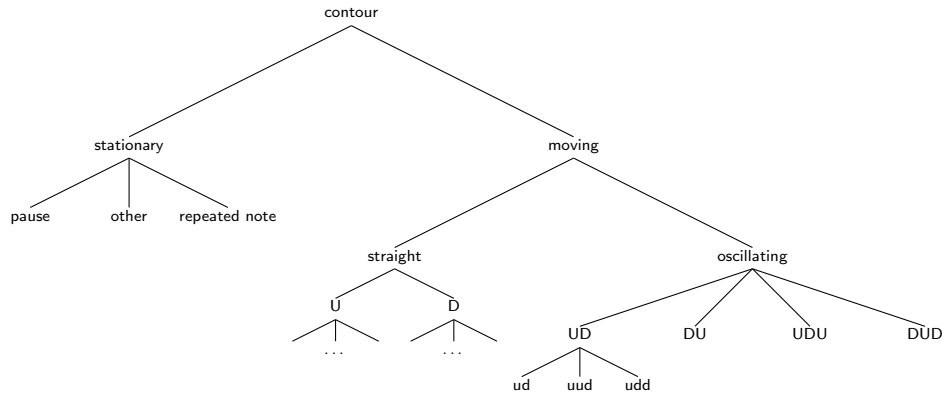 contour
stationary moving
pause other repeated note
straight oscillating
U D
UD DU UDU DUD
... ...
ud uud udd